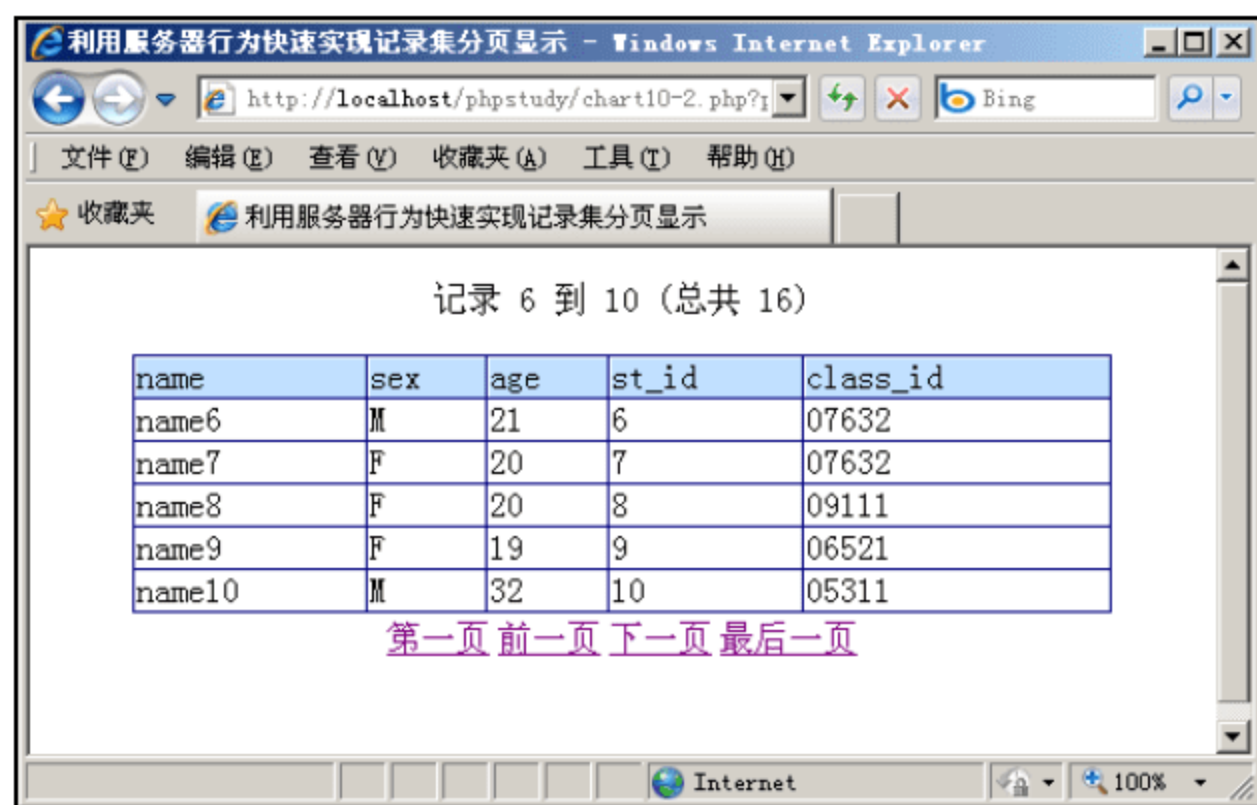 利用服务器行为快速实现记录集分页显示 - Windows Internet Explorer
http://localhost/phpstudy/chart10-2.php?p Bing
文件(F) 编辑(E) 查看(V) 收藏夹(A) 工具(T) 帮助(H)
收藏夹 利用服务器行为快速实现记录集分页显示
记录 6 到 10 (总共 16)
name sex age st_id class_id
name6 M 21 6 07632
name7 F 20 7 07632
name8 F 20 8 09111
name9 F 19 9 06521
name10 M 32 10 05311
第一页 前一页 下一页 最后一页
Internet 100%